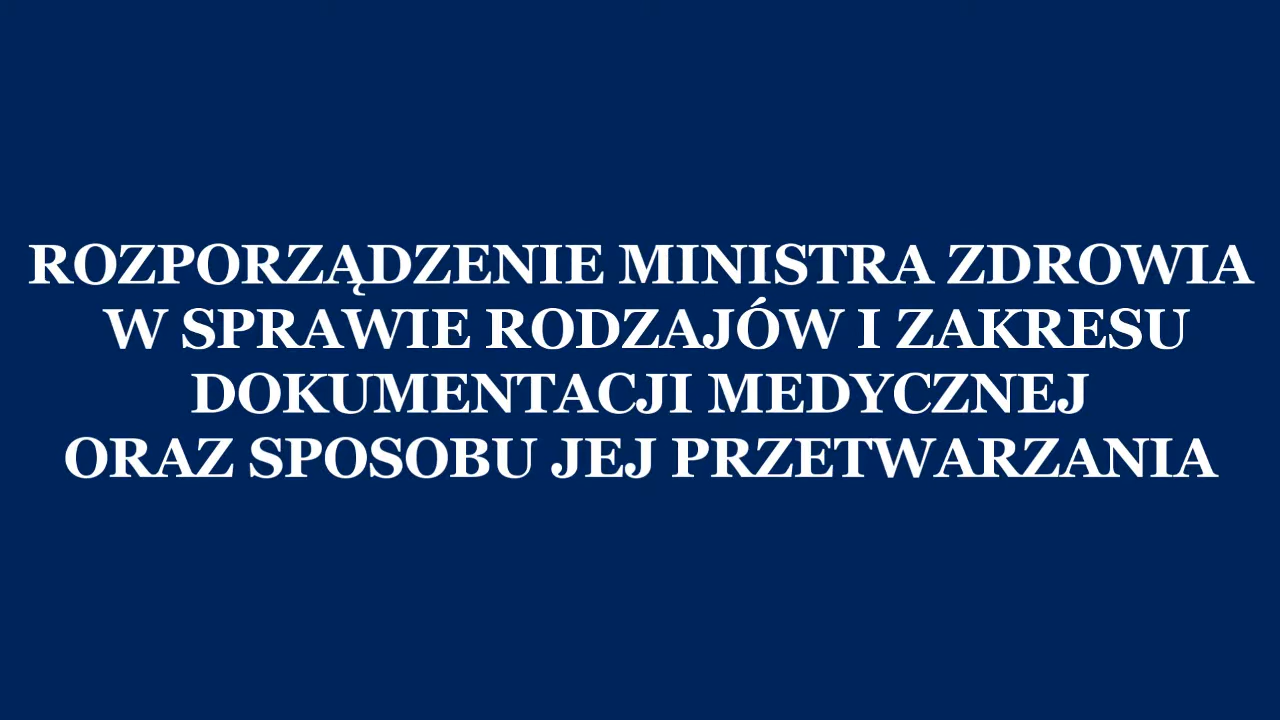 ROZPORZĄDZENIE MINISTRA ZDROWIA
W SPRAWIE RODZAJÓW I ZAKRESU
DOKUMENTACJI MEDYCZNEJ
ORAZ SPOSOBU JEJ PRZETWARZANIA